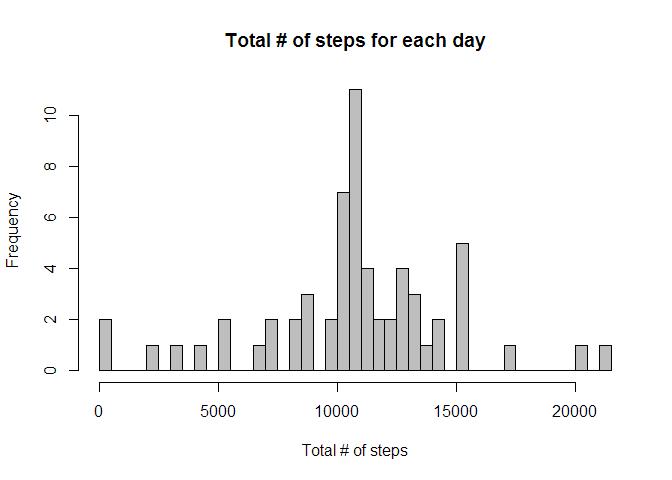 Total # of steps for each day
Frequency
10
8
6
4
2
0
0 5000 10000 15000 20000
Total # of steps